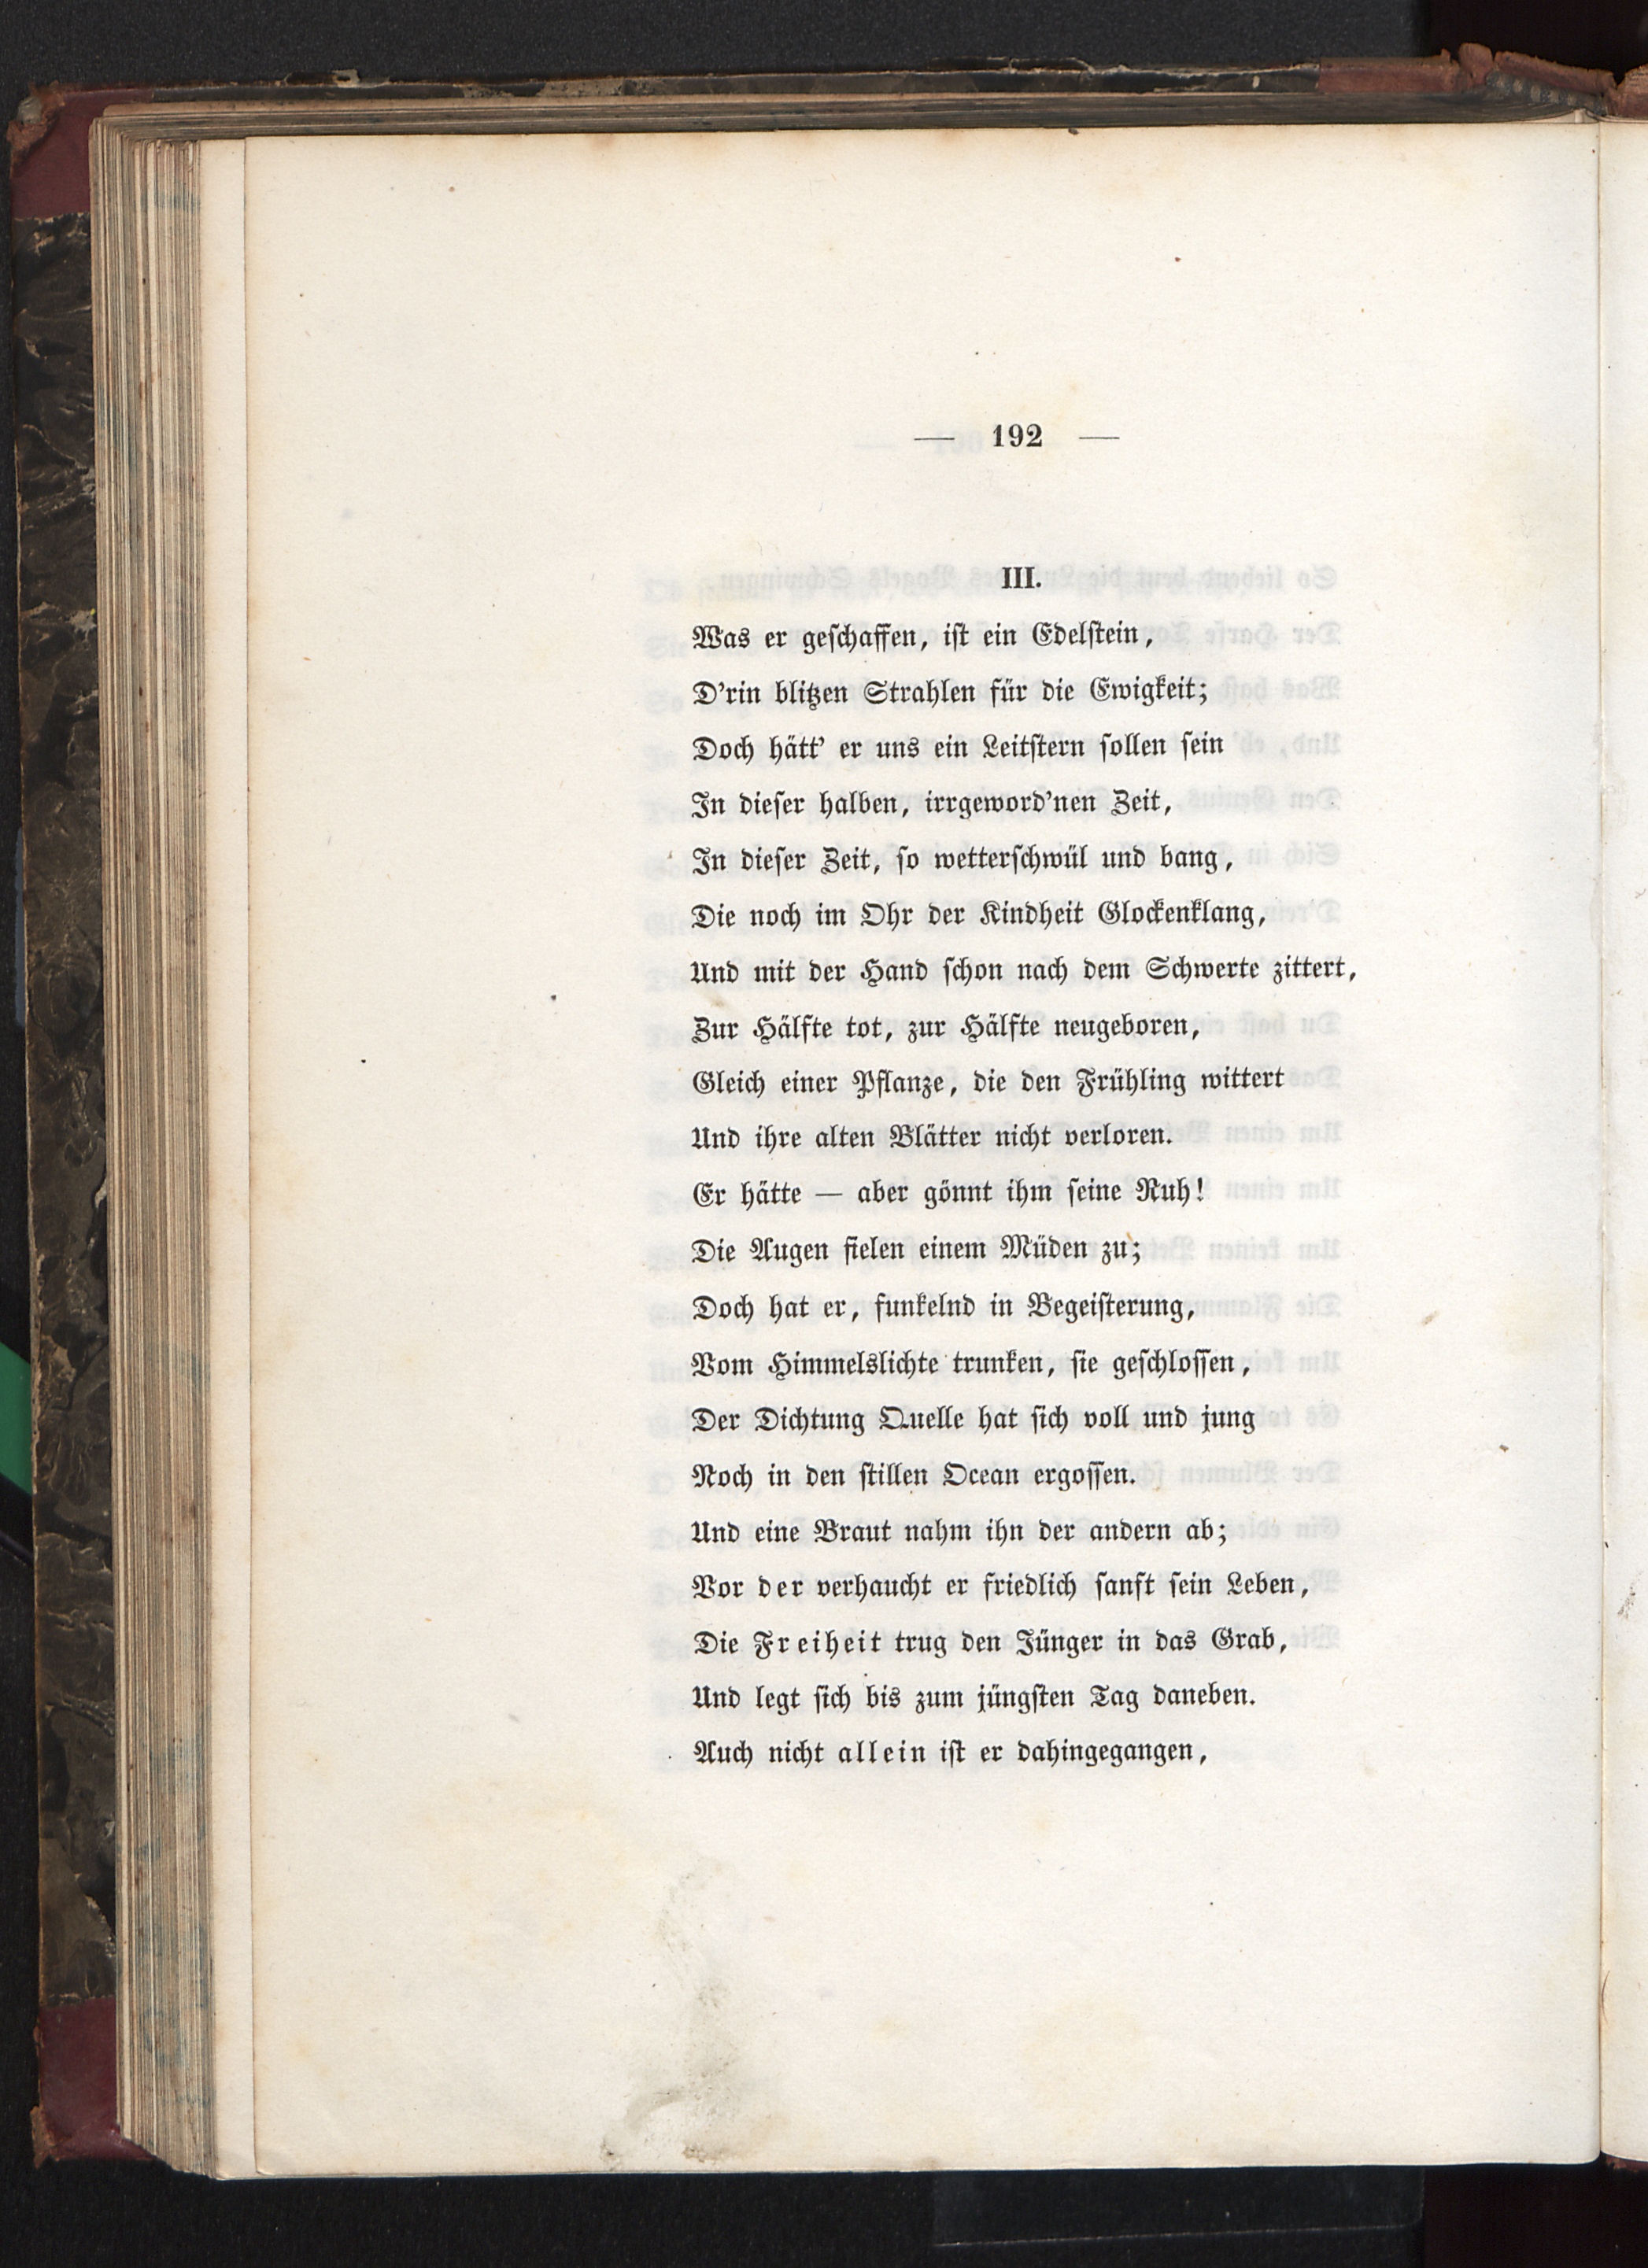 — 192 —
III.
Was er geschaffen, ist ein Edelstein,
D'rin blitzen Strahlen für die Ewigkeit;
Doch hätt' er uns ein Leitstern sollen sein
In dieser halben, irrgeword'nen Zeit,
In dieser Zeit, so wetterschwül und bang,
Die noch im Ohr der Kindheit Glockenklang,
Und mit der Hand schon nach dem Schwerte zittert,
Zur Hälfte tot, zur Hälfte neugeboren,
Gleich einer Pflanze, die den Frühling wittert
Und ihre alten Blätter nicht verloren.
Er hätte — aber gönnt ihm seine Ruh!
Die Augen fielen einem Müden zu;
Doch hat er, funkelnd in Begeisterung,
Vom Himmelslichte trunken, sie geschlossen,
Der Dichtung Quelle hat sich voll und jung
Noch in den stillen Ocean ergossen.
Und eine Braut nahm ihn der andern ab;
Vor der verhaucht er friedlich sanft sein Leben,
Die Freiheit trug den Jünger in das Grab,
Und legt sich bis zum jüngsten Tag daneben.
Auch nicht allein ist er dahingegangen,